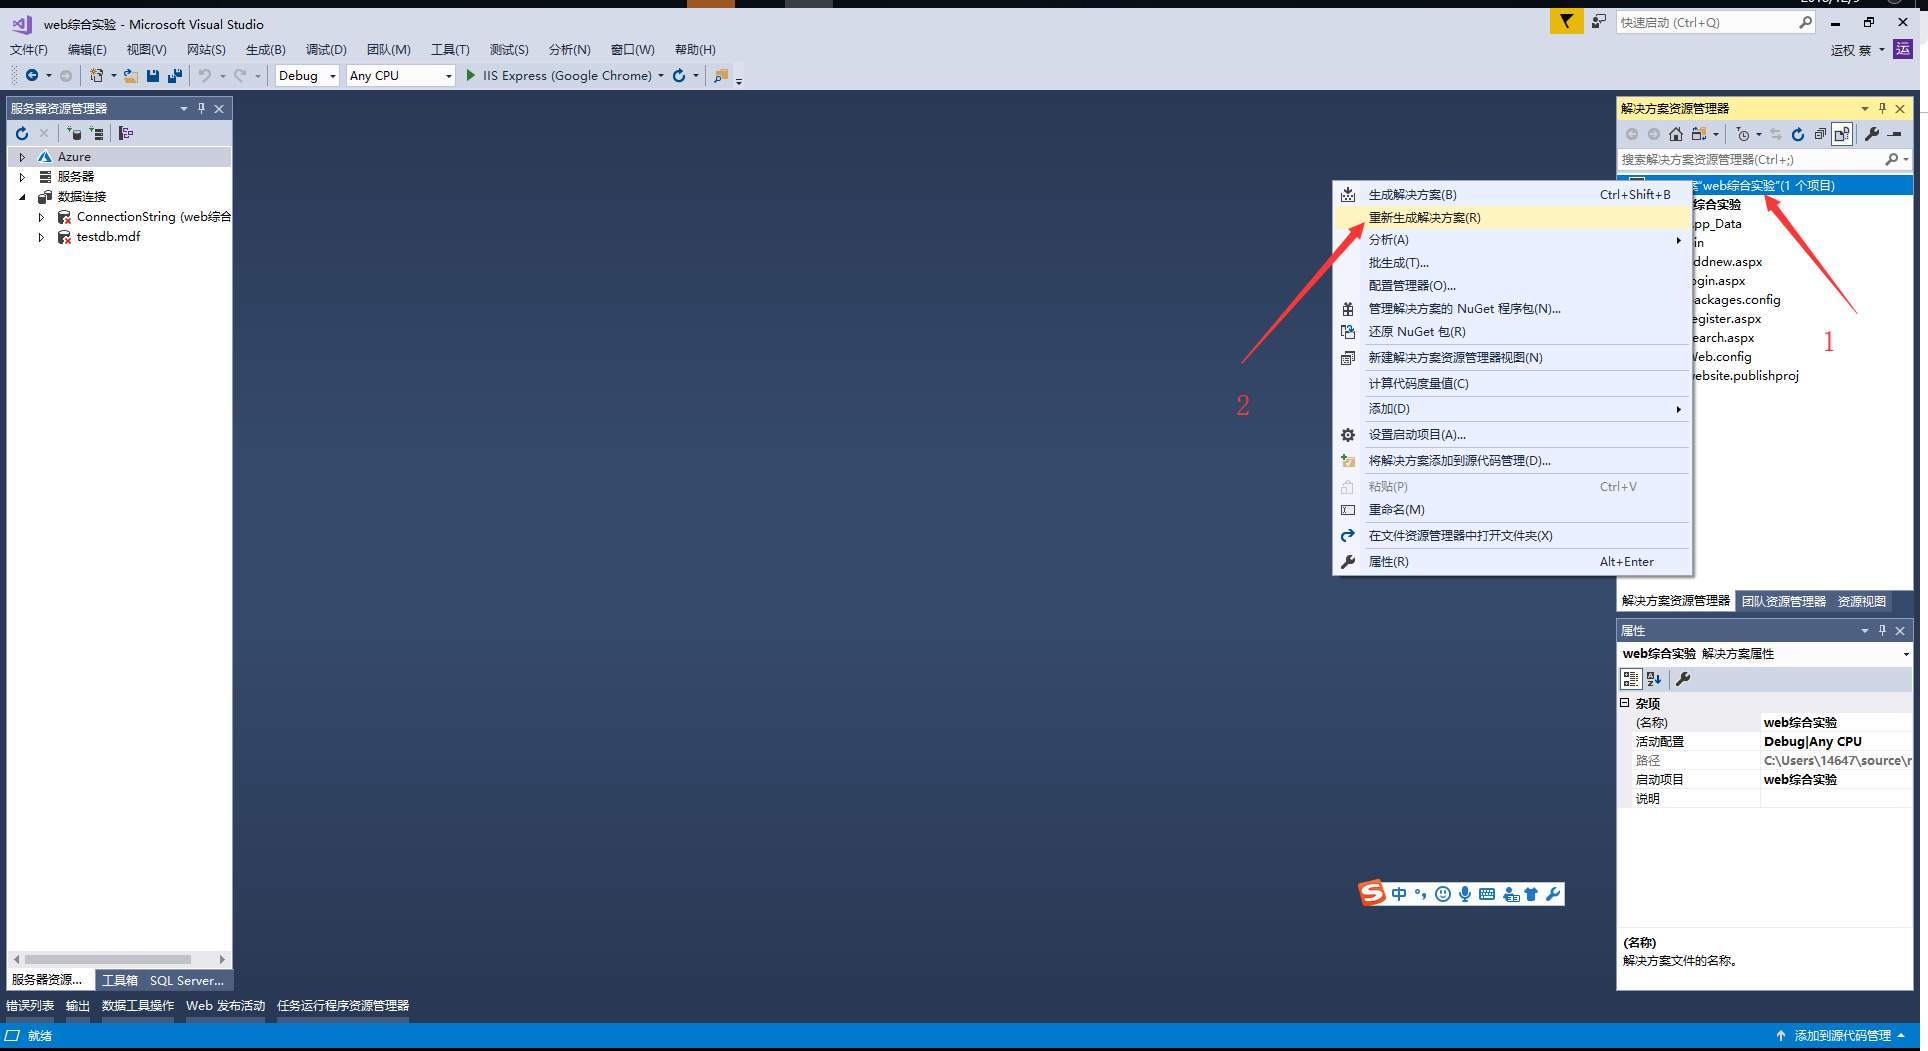 web综合实验 - Microsoft Visual Studio
快速启动 (Ctrl+Q)
文件(F) 编辑(E) 视图(V) 网站(S) 生成(B) 调试(D) 团队(M) 工具(T) 测试(S) 分析(N) 窗口(W) 帮助(H)
运权 蔡 运
Debug Any CPU IIS Express (Google Chrome)
服务器资源管理器
Azure
服务器
数据连接
ConnectionString (web综合
testdb.mdf
解决方案资源管理器
搜索解决方案资源管理器(Ctrl+;)
"web综合实验"(1 个项目)
综合实验
pp_Data
in
ddnew.aspx
ogin.aspx
ackages.config
egister.aspx
earch.aspx
Veb.config
ebsite.publishproj
1
2
生成解决方案(B) Ctrl+Shift+B
重新生成解决方案(R)
分析(A)
批生成(T)...
配置管理器(O)...
管理解决方案的 NuGet 程序包(N)...
还原 NuGet 包(R)
新建解决方案资源管理器视图(N)
计算代码度量值(C)
添加(D)
设置启动项目(A)...
将解决方案添加到源代码管理(D)...
粘贴(P) Ctrl+V
重命名(M)
在文件资源管理器中打开文件夹(X)
属性(R) Alt+Enter
解决方案资源管理器 团队资源管理器 资源视图
属性
web综合实验 解决方案属性
杂项
(名称) web综合实验
活动配置 Debug|Any CPU
路径 C:\Users\14647\source\r
启动项目 web综合实验
说明
(名称)
解决方案文件的名称。
S 中
服务器资源... 工具箱 SQL Server...
错误列表 输出 数据工具操作 Web 发布活动 任务运行程序资源管理器
就绪
添加到源代码管理